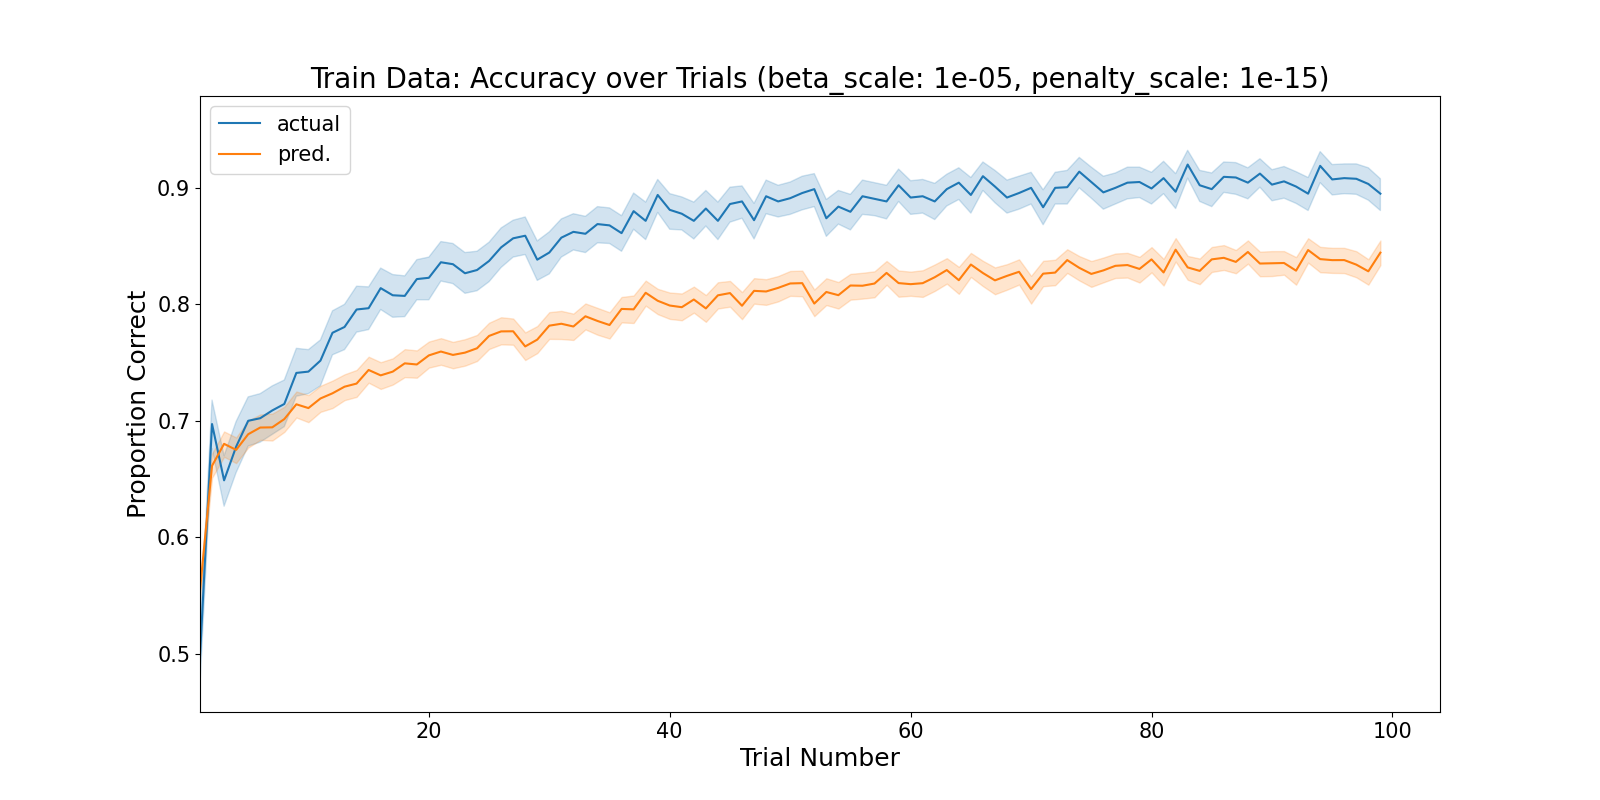 Train Data: Accuracy over Trials (beta_scale: 1e-05, penalty_scale: 1e-15)
actual
pred.
0.9
0.8
0.7
0.6
0.5
Proportion Correct
20 40 60 80 100
Trial Number